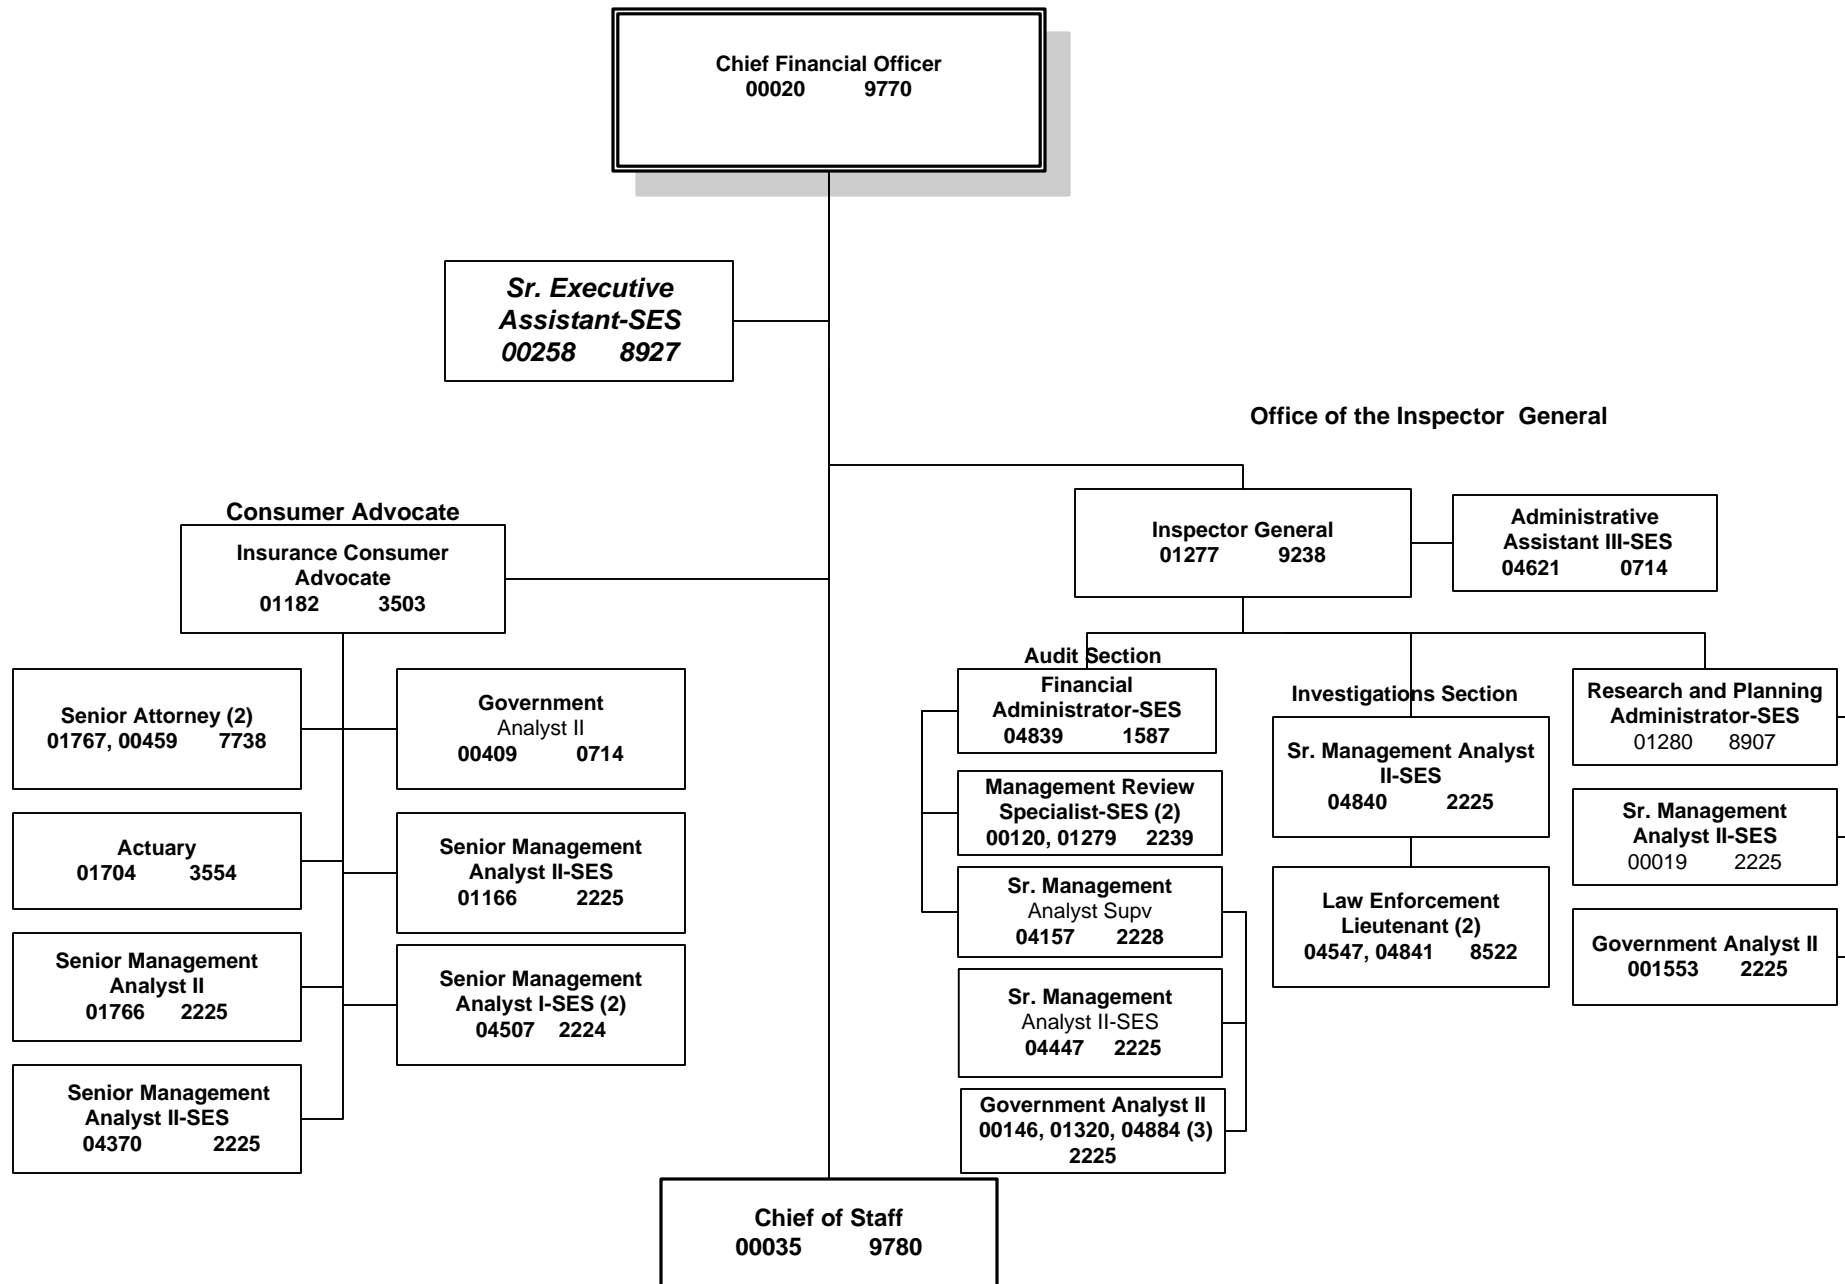 Chief Financial Officer
00020 9770
Sr. Executive
Assistant-SES
00258 8927
Office of the Inspector General
Consumer Advocate
Insurance Consumer
Advocate
01182 3503
Inspector General
01277 9238
Administrative
Assistant III-SES
04621 0714
Senior Attorney (2)
01767, 00459 7738
Government
Analyst II
00409 0714
Actuary
01704 3554
Senior Management
Analyst II-SES
01166 2225
Senior Management
Analyst II
01766 2225
Senior Management
Analyst I-SES (2)
04507 2224
Senior Management
Analyst II-SES
04370 2225
Audit Section
Financial
Administrator-SES
04839 1587
Management Review
Specialist-SES (2)
00120, 01279 2239
Sr. Management
Analyst Supv
04157 2228
Sr. Management
Analyst II-SES
04447 2225
Government Analyst II
00146, 01320, 04884 (3)
2225
Investigations Section
Sr. Management Analyst
II-SES
04840 2225
Law Enforcement
Lieutenant (2)
04547, 04841 8522
Research and Planning
Administrator-SES
01280 8907
Sr. Management
Analyst II-SES
00019 2225
Government Analyst II
001553 2225
Chief of Staff
00035 9780